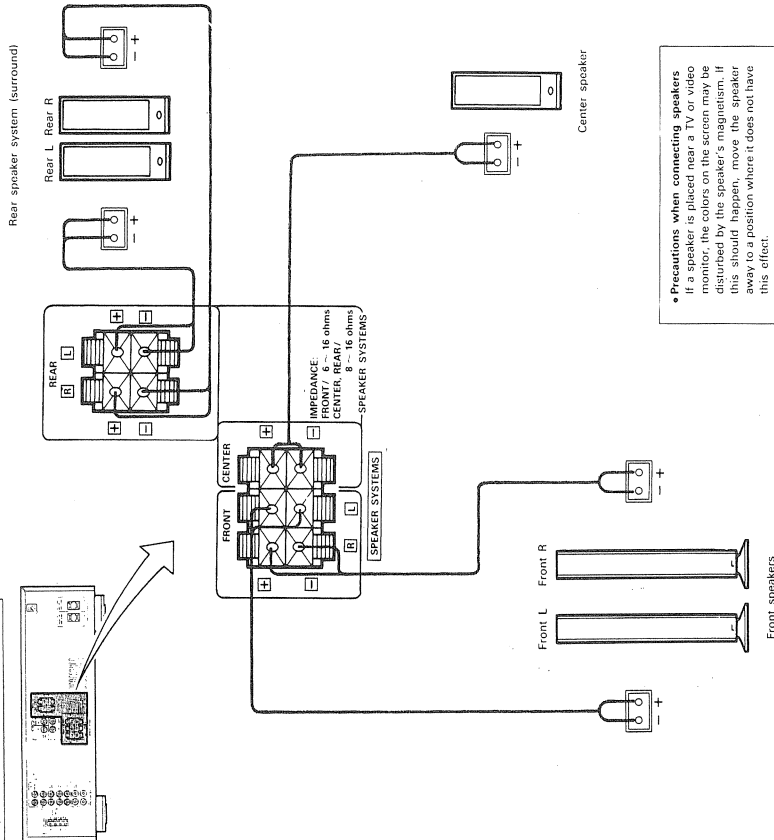 Rear speaker system (surround)
Rear L Rear R
− +
− +
REAR
R L
+ +
− −
IMPEDANCE:
FRONT/ 6 ~ 16 ohms
CENTER, REAR/
8 ~ 16 ohms
SPEAKER SYSTEMS
FRONT CENTER
+ +
− −
R L
SPEAKER SYSTEMS
− +
Center speaker
− +
− +
Front L Front R
Front speakers
• Precautions when connecting speakers
If a speaker is placed near a TV or video
monitor, the colors on the screen may be
disturbed by the speaker's magnetism. If
this should happen, move the speaker
away to a position where it does not have
this effect.